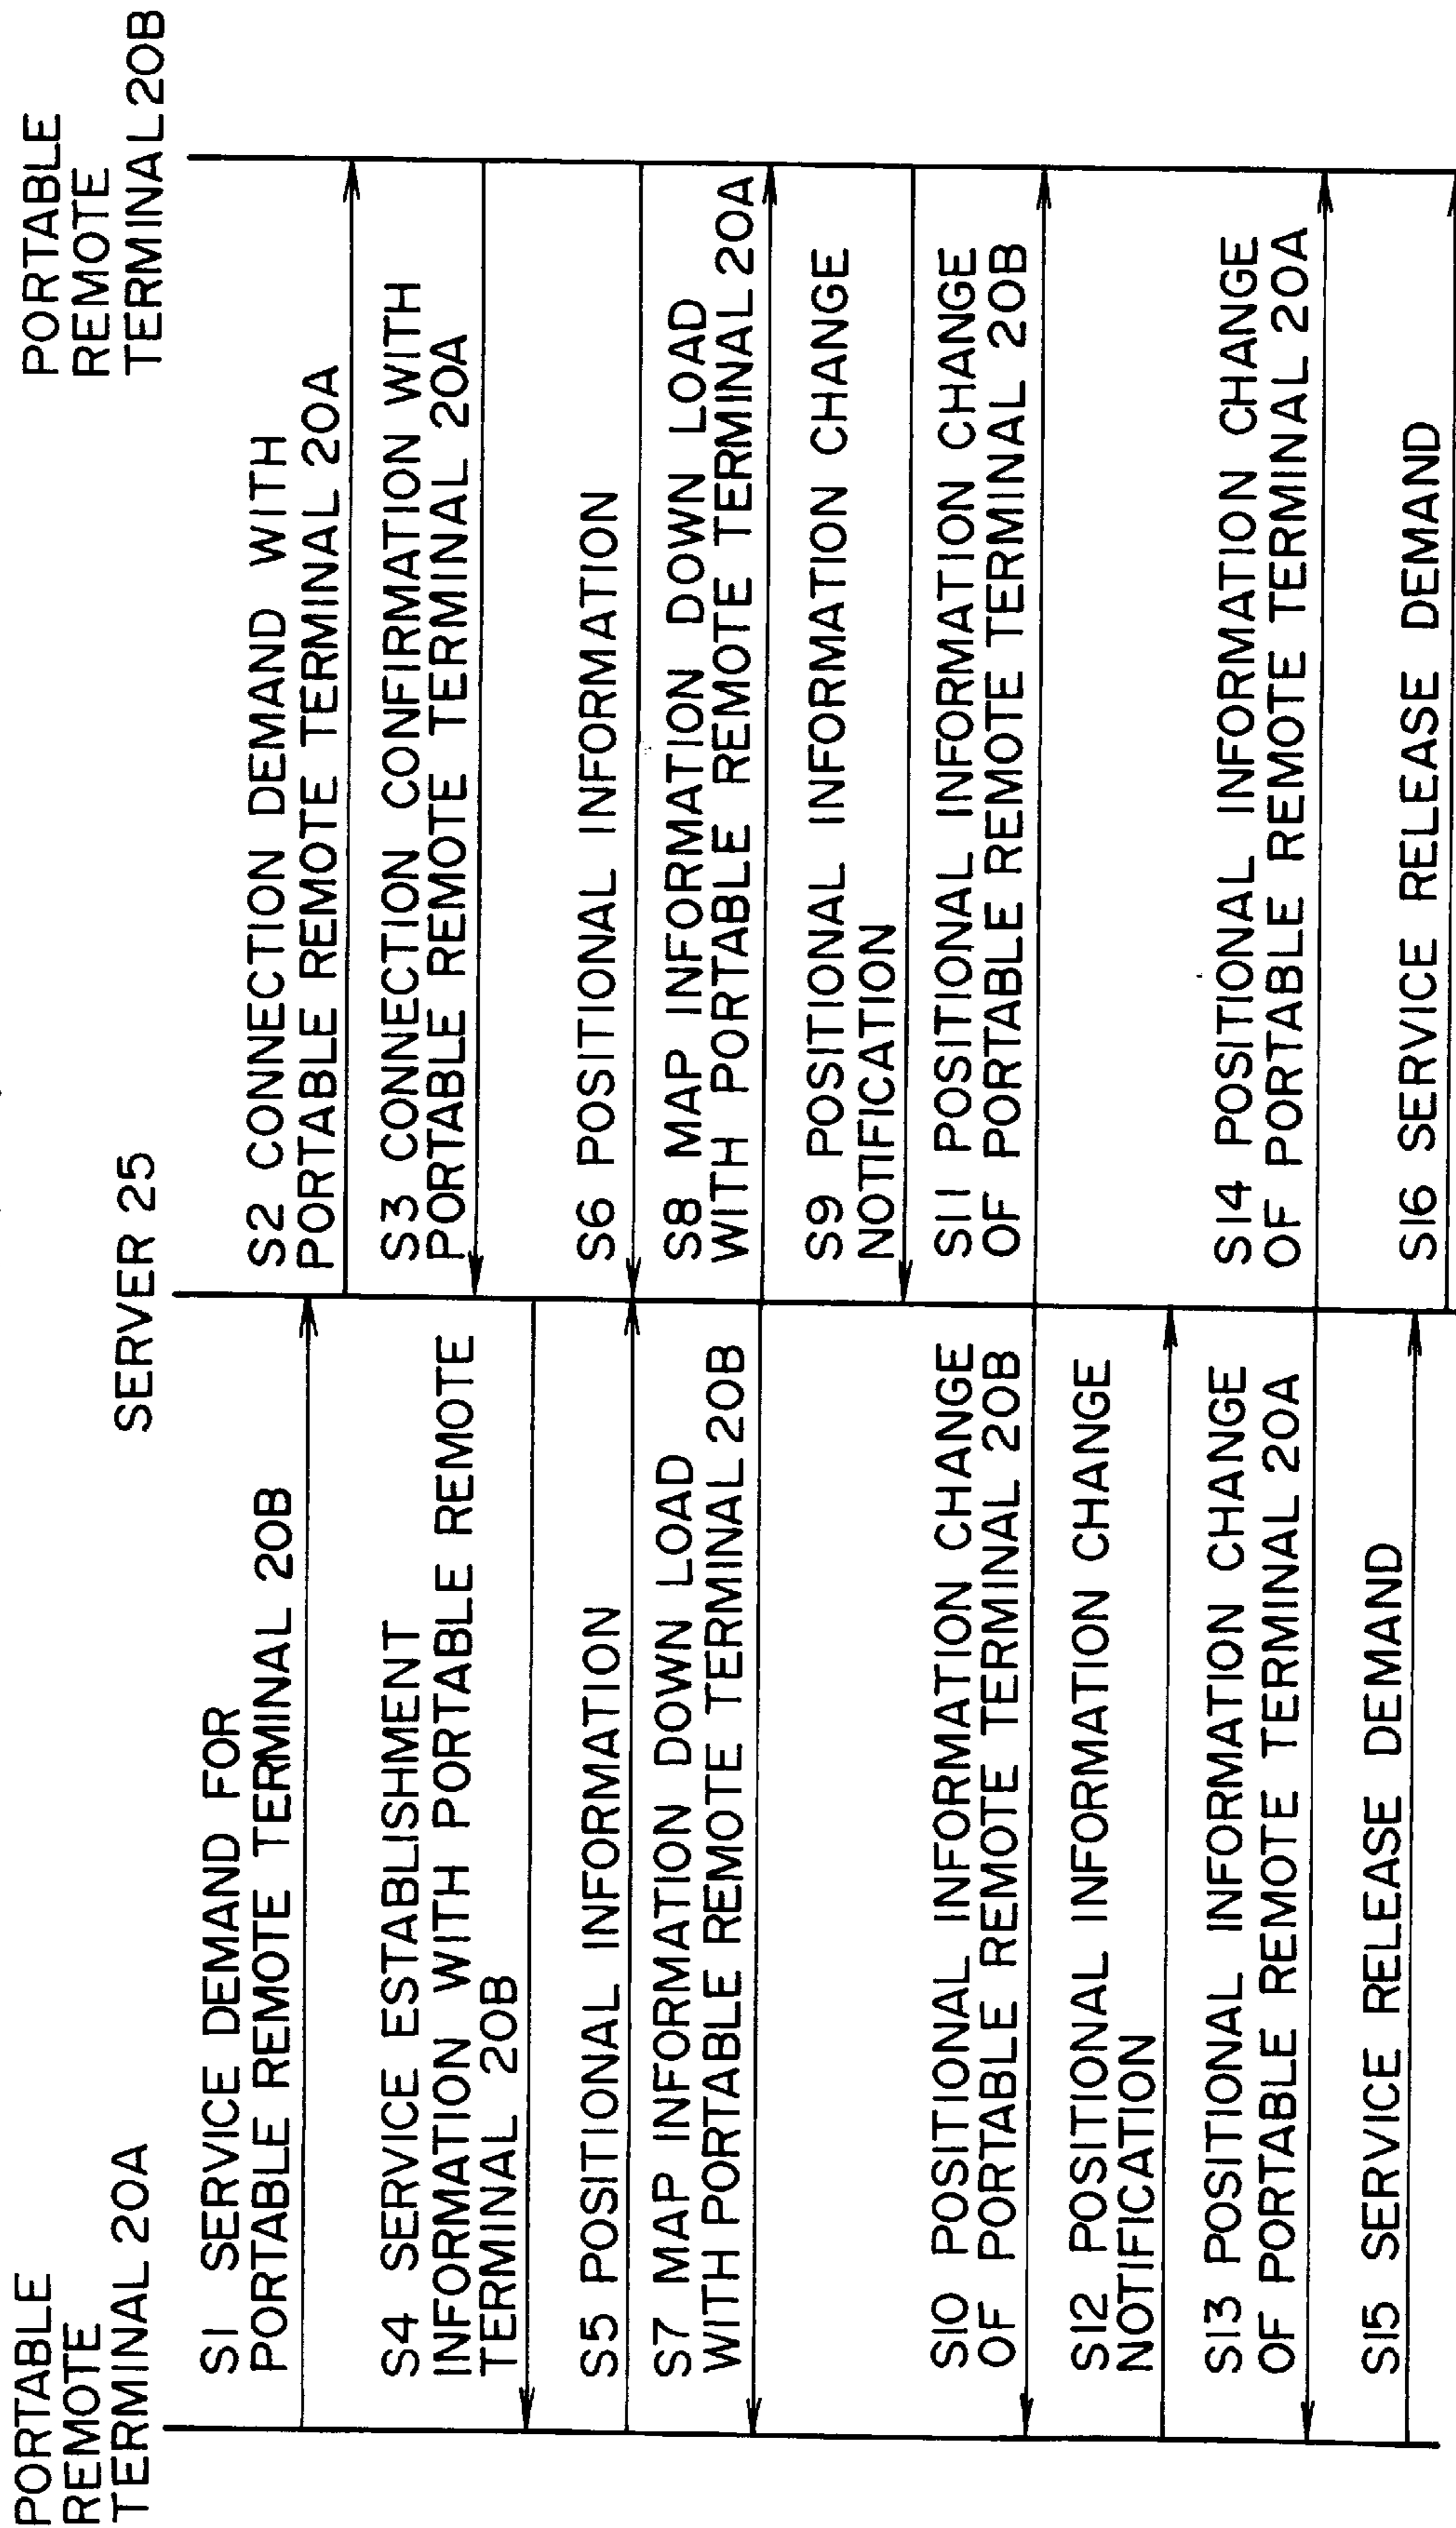 PORTABLE
REMOTE
TERMINAL 20A
SERVER 25
PORTABLE
REMOTE
TERMINAL 20B
S1 SERVICE DEMAND FOR
PORTABLE REMOTE TERMINAL 20B
S2 CONNECTION DEMAND WITH
PORTABLE REMOTE TERMINAL 20A
S3 CONNECTION CONFIRMATION WITH
PORTABLE REMOTE TERMINAL 20A
S4 SERVICE ESTABLISHMENT
INFORMATION WITH PORTABLE REMOTE
TERMINAL 20B
S5 POSITIONAL INFORMATION
S6 POSITIONAL INFORMATION
S7 MAP INFORMATION DOWN LOAD
WITH PORTABLE REMOTE TERMINAL 20B
S8 MAP INFORMATION DOWN LOAD
WITH PORTABLE REMOTE TERMINAL 20A
S9 POSITIONAL INFORMATION CHANGE
NOTIFICATION
S10 POSITIONAL INFORMATION CHANGE
OF PORTABLE REMOTE TERMINAL 20B
S11 POSITIONAL INFORMATION CHANGE
OF PORTABLE REMOTE TERMINAL 20B
S12 POSITIONAL INFORMATION CHANGE
NOTIFICATION
S13 POSITIONAL INFORMATION CHANGE
OF PORTABLE REMOTE TERMINAL 20A
S14 POSITIONAL INFORMATION CHANGE
OF PORTABLE REMOTE TERMINAL 20A
S15 SERVICE RELEASE DEMAND
S16 SERVICE RELEASE DEMAND